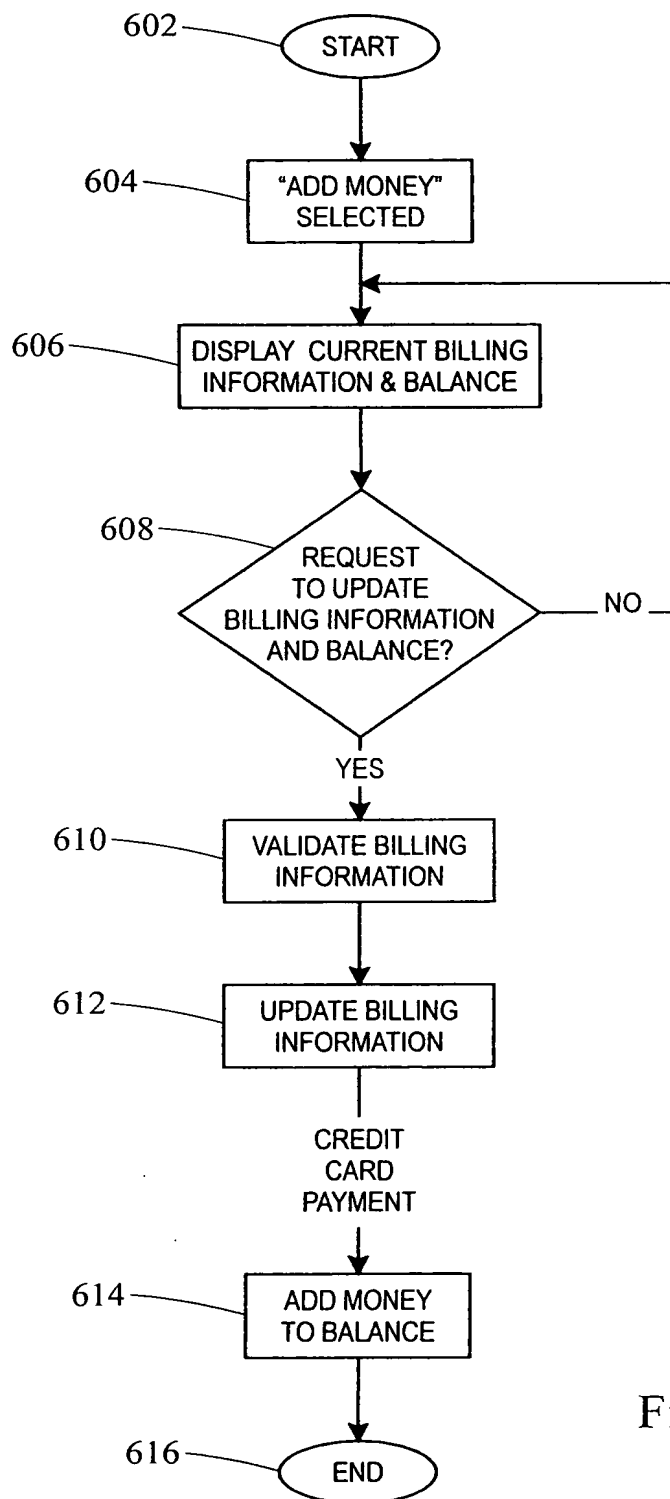 602
START
604
"ADD MONEY"
SELECTED
606
DISPLAY CURRENT BILLING
INFORMATION & BALANCE
608
REQUEST
TO UPDATE
BILLING INFORMATION
AND BALANCE?
NO
YES
610
VALIDATE BILLING
INFORMATION
612
UPDATE BILLING
INFORMATION
CREDIT
CARD
PAYMENT
614
ADD MONEY
TO BALANCE
616
END